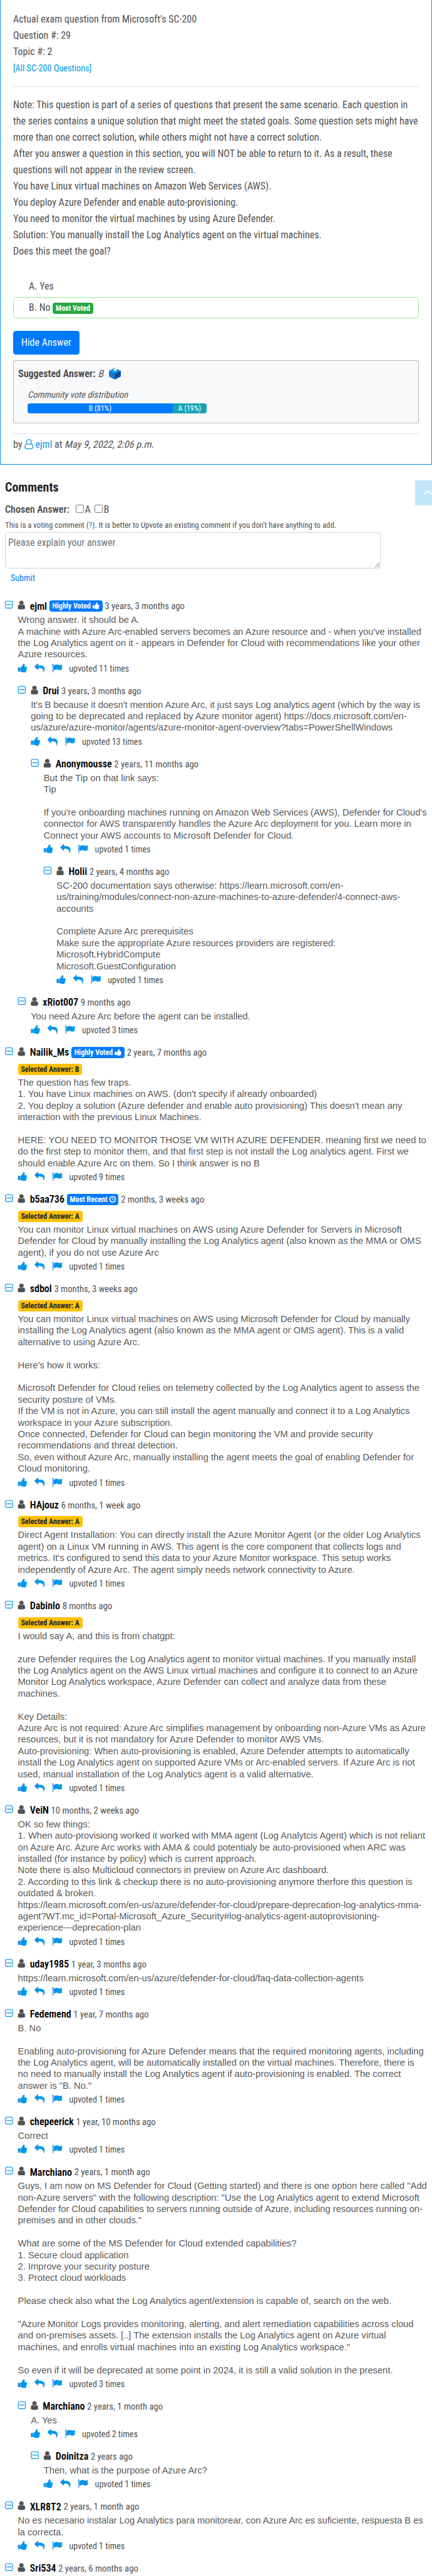 Actual exam question from Microsoft's SC-200
Question #: 29
Topic #: 2
[All SC-200 Questions]
Note: This question is part of a series of questions that present the same scenario. Each question in
the series contains a unique solution that might meet the stated goals. Some question sets might have
more than one correct solution, while others might not have a correct solution.
After you answer a question in this section, you will NOT be able to return to it. As a result, these
questions will not appear in the review screen.
You have Linux virtual machines on Amazon Web Services (AWS).
You deploy Azure Defender and enable auto-provisioning.
You need to monitor the virtual machines by using Azure Defender.
Solution: You manually install the Log Analytics agent on the virtual machines.
Does this meet the goal?
A. Yes
B. No Most Voted
Hide Answer
Suggested Answer: B
Community vote distribution
B (81%) A (19%)
by ejml at May 9, 2022, 2:06 p.m.
Comments
Chosen Answer: A B
This is a voting comment (?). It is better to Upvote an existing comment if you don't have anything to add.
Please explain your answer
Submit
ejml Highly Voted 3 years, 3 months ago
Wrong answer. it should be A.
A machine with Azure Arc-enabled servers becomes an Azure resource and - when you've installed
the Log Analytics agent on it - appears in Defender for Cloud with recommendations like your other
Azure resources.
upvoted 11 times
Drui 3 years, 3 months ago
It's B because it doesn't mention Azure Arc, it just says Log analytics agent (which by the way is
going to be deprecated and replaced by Azure monitor agent) https://docs.microsoft.com/en-
us/azure/azure-monitor/agents/azure-monitor-agent-overview?tabs=PowerShellWindows
upvoted 13 times
Anonymousse 2 years, 11 months ago
But the Tip on that link says:
Tip
If you're onboarding machines running on Amazon Web Services (AWS), Defender for Cloud's
connector for AWS transparently handles the Azure Arc deployment for you. Learn more in
Connect your AWS accounts to Microsoft Defender for Cloud.
upvoted 1 times
Holii 2 years, 4 months ago
SC-200 documentation says otherwise: https://learn.microsoft.com/en-
us/training/modules/connect-non-azure-machines-to-azure-defender/4-connect-aws-
accounts
Complete Azure Arc prerequisites
Make sure the appropriate Azure resources providers are registered:
Microsoft.HybridCompute
Microsoft.GuestConfiguration
upvoted 1 times
xRiot007 9 months ago
You need Azure Arc before the agent can be installed.
upvoted 3 times
Nailik_Ms Highly Voted 2 years, 7 months ago
Selected Answer: B
The question has few traps.
1. You have Linux machines on AWS. (don't specify if already onboarded)
2. You deploy a solution (Azure defender and enable auto provisioning) This doesn't mean any
interaction with the previous Linux Machines.
HERE: YOU NEED TO MONITOR THOSE VM WITH AZURE DEFENDER. meaning first we need to
do the first step to monitor them, and that first step is not install the Log analytics agent. First we
should enable Azure Arc on them. So I think answer is no B
upvoted 9 times
b5aa736 Most Recent 2 months, 3 weeks ago
Selected Answer: A
You can monitor Linux virtual machines on AWS using Azure Defender for Servers in Microsoft
Defender for Cloud by manually installing the Log Analytics agent (also known as the MMA or OMS
agent), if you do not use Azure Arc
upvoted 1 times
sdbol 3 months, 3 weeks ago
Selected Answer: A
You can monitor Linux virtual machines on AWS using Microsoft Defender for Cloud by manually
installing the Log Analytics agent (also known as the MMA agent or OMS agent). This is a valid
alternative to using Azure Arc.
Here's how it works:
Microsoft Defender for Cloud relies on telemetry collected by the Log Analytics agent to assess the
security posture of VMs.
If the VM is not in Azure, you can still install the agent manually and connect it to a Log Analytics
workspace in your Azure subscription.
Once connected, Defender for Cloud can begin monitoring the VM and provide security
recommendations and threat detection.
So, even without Azure Arc, manually installing the agent meets the goal of enabling Defender for
Cloud monitoring.
upvoted 1 times
HAjouz 6 months, 1 week ago
Selected Answer: A
Direct Agent Installation: You can directly install the Azure Monitor Agent (or the older Log Analytics
agent) on a Linux VM running in AWS. This agent is the core component that collects logs and
metrics. It's configured to send this data to your Azure Monitor workspace. This setup works
independently of Azure Arc. The agent simply needs network connectivity to Azure.
upvoted 1 times
Dabinlo 8 months ago
Selected Answer: A
I would say A, and this is from chatgpt:
zure Defender requires the Log Analytics agent to monitor virtual machines. If you manually install
the Log Analytics agent on the AWS Linux virtual machines and configure it to connect to an Azure
Monitor Log Analytics workspace, Azure Defender can collect and analyze data from these
machines.
Key Details:
Azure Arc is not required: Azure Arc simplifies management by onboarding non-Azure VMs as Azure
resources, but it is not mandatory for Azure Defender to monitor AWS VMs.
Auto-provisioning: When auto-provisioning is enabled, Azure Defender attempts to automatically
install the Log Analytics agent on supported Azure VMs or Arc-enabled servers. If Azure Arc is not
used, manual installation of the Log Analytics agent is a valid alternative.
upvoted 1 times
VeiN 10 months, 2 weeks ago
OK so few things:
1. When auto-provisiong worked it worked with MMA agent (Log Analytcis Agent) which is not reliant
on Azure Arc. Azure Arc works with AMA & could potentialy be auto-provisioned when ARC was
installed (for instance by policy) which is current approach.
Note there is also Multicloud connectors in preview on Azure Arc dashboard.
2. According to this link & checkup there is no auto-provisioning anymore therfore this question is
outdated & broken.
https://learn.microsoft.com/en-us/azure/defender-for-cloud/prepare-deprecation-log-analytics-mma-
agent?WT.mc_id=Portal-Microsoft_Azure_Security#log-analytics-agent-autoprovisioning-
experience---deprecation-plan
upvoted 1 times
uday1985 1 year, 3 months ago
https://learn.microsoft.com/en-us/azure/defender-for-cloud/faq-data-collection-agents
upvoted 1 times
Fedemend 1 year, 7 months ago
B. No
Enabling auto-provisioning for Azure Defender means that the required monitoring agents, including
the Log Analytics agent, will be automatically installed on the virtual machines. Therefore, there is
no need to manually install the Log Analytics agent if auto-provisioning is enabled. The correct
answer is "B. No."
upvoted 1 times
chepeerick 1 year, 10 months ago
Correct
upvoted 1 times
Marchiano 2 years, 1 month ago
Guys, I am now on MS Defender for Cloud (Getting started) and there is one option here called "Add
non-Azure servers" with the following description: "Use the Log Analytics agent to extend Microsoft
Defender for Cloud capabilities to servers running outside of Azure, including resources running on-
premises and in other clouds."
What are some of the MS Defender for Cloud extended capabilities?
1. Secure cloud application
2. Improve your security posture
3. Protect cloud workloads
Please check also what the Log Analytics agent/extension is capable of, search on the web.
"Azure Monitor Logs provides monitoring, alerting, and alert remediation capabilities across cloud
and on-premises assets. [..] The extension installs the Log Analytics agent on Azure virtual
machines, and enrolls virtual machines into an existing Log Analytics workspace."
So even if it will be deprecated at some point in 2024, it is still a valid solution in the present.
upvoted 3 times
Marchiano 2 years, 1 month ago
A. Yes
upvoted 2 times
Doinitza 2 years ago
Then, what is the purpose of Azure Arc?
upvoted 1 times
XLR8T2 2 years, 1 month ago
No es necesario instalar Log Analytics para monitorear, con Azure Arc es suficiente, respuesta B es
la correcta.
upvoted 1 times
Sri534 2 years, 6 months ago